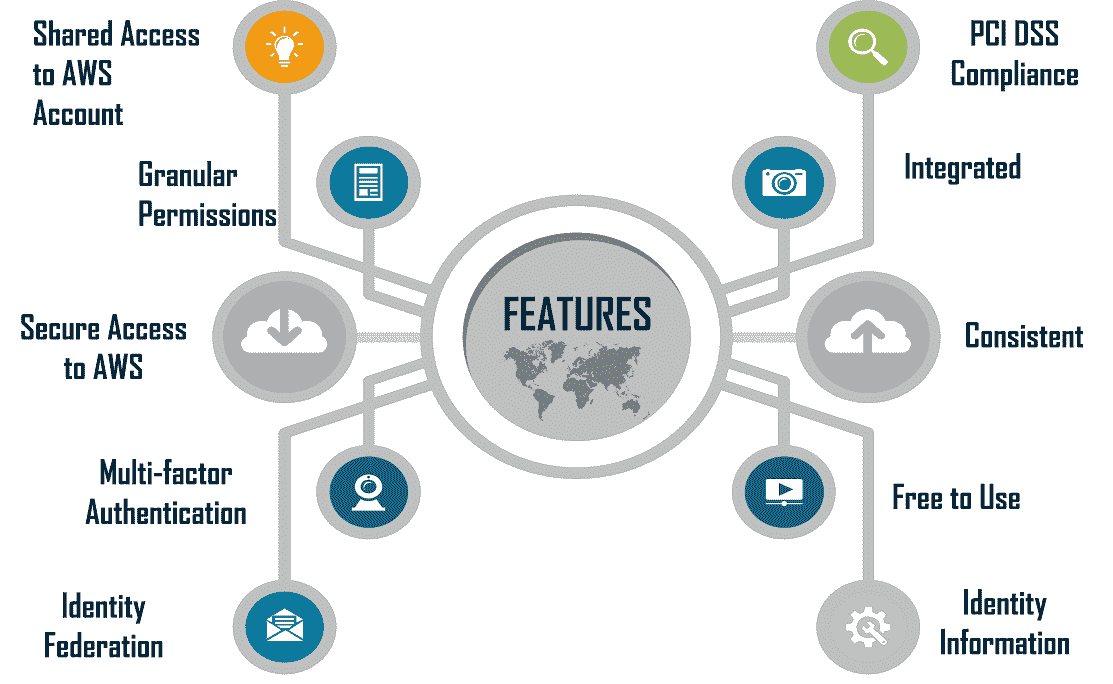 Shared Access
to AWS
Account
Granular
Permissions
Secure Access
to AWS
Multi-factor
Authentication
Identity
Federation
FEATURES
PCI DSS
Compliance
Integrated
Consistent
Free to Use
Identity
Information